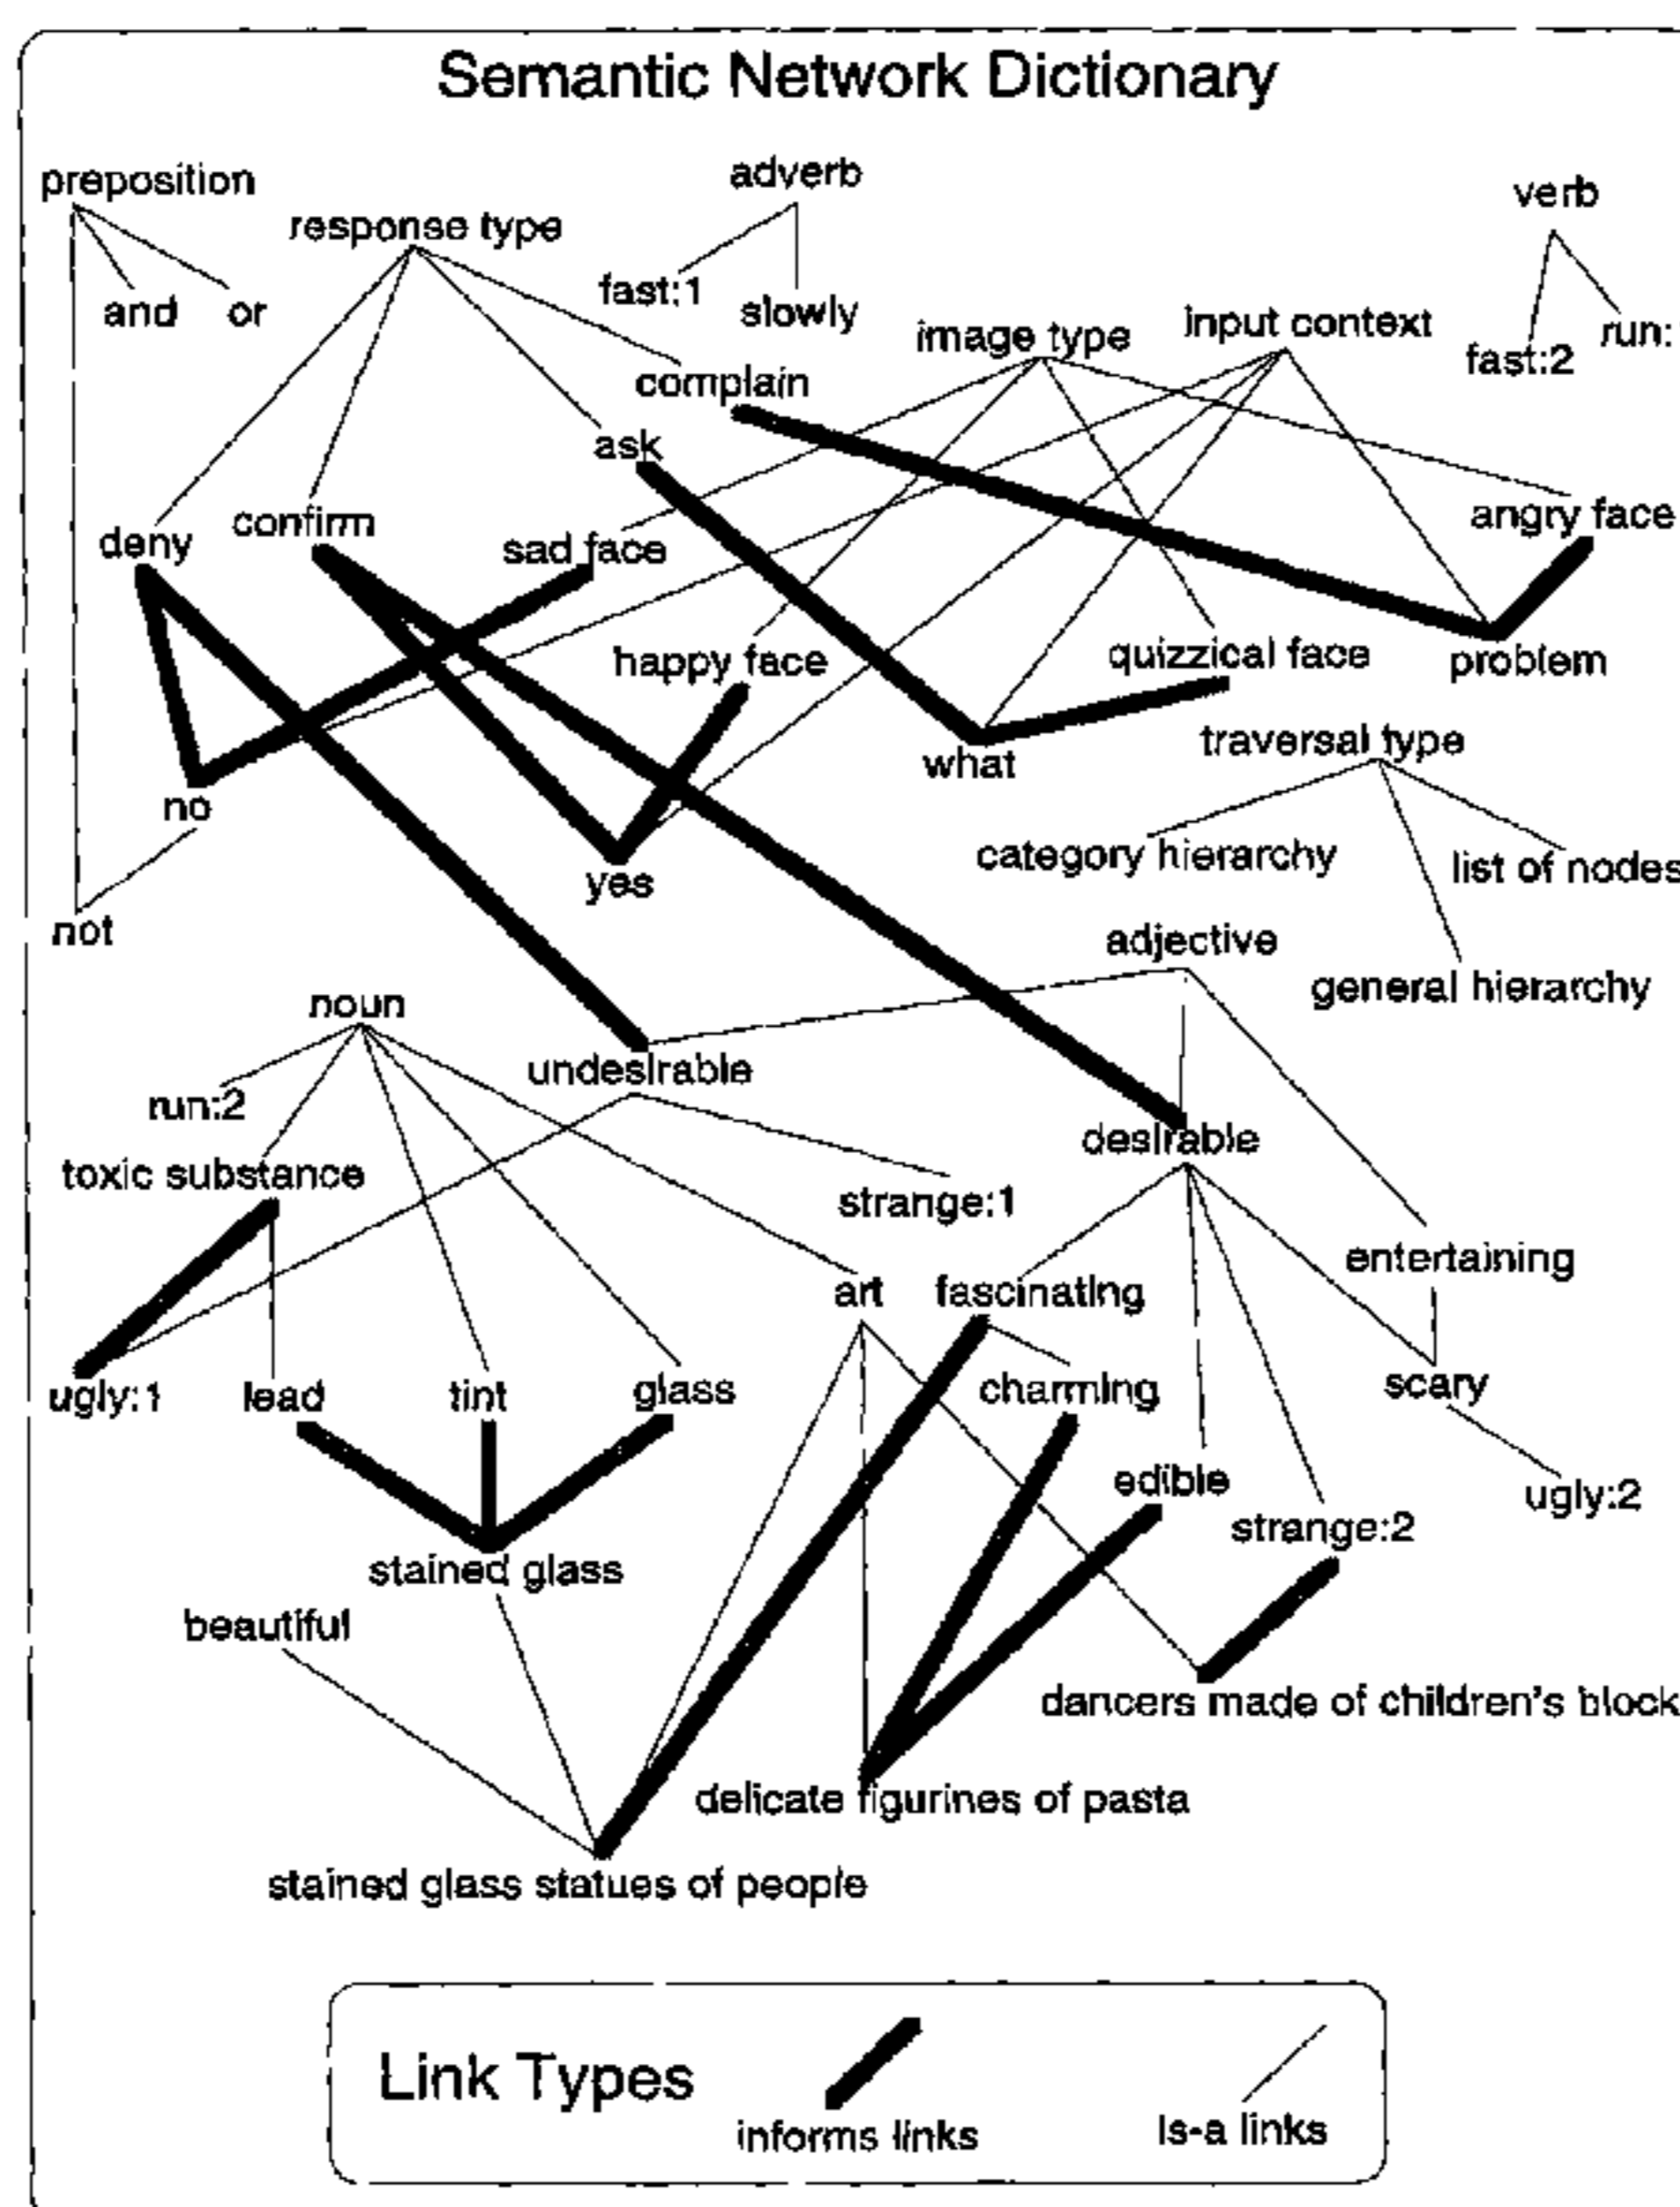 Semantic Network Dictionary
preposition
adverb
verb
response type
and
or
fast:1
slowly
image type
input context
fast:2
run:
complain
ask
deny
confirm
sad face
angry face
happy face
quizzical face
problem
what
traversal type
no
yes
category hierarchy
list of nodes
not
adjective
general hierarchy
noun
run:2
undesirable
desirable
toxic substance
strange:1
entertaining
art
fascinating
ugly:1
lead
tint
glass
charming
scary
edible
ugly:2
strange:2
stained glass
beautiful
dancers made of children's block
delicate figurines of pasta
stained glass statues of people
Link Types
informs links
is-a links